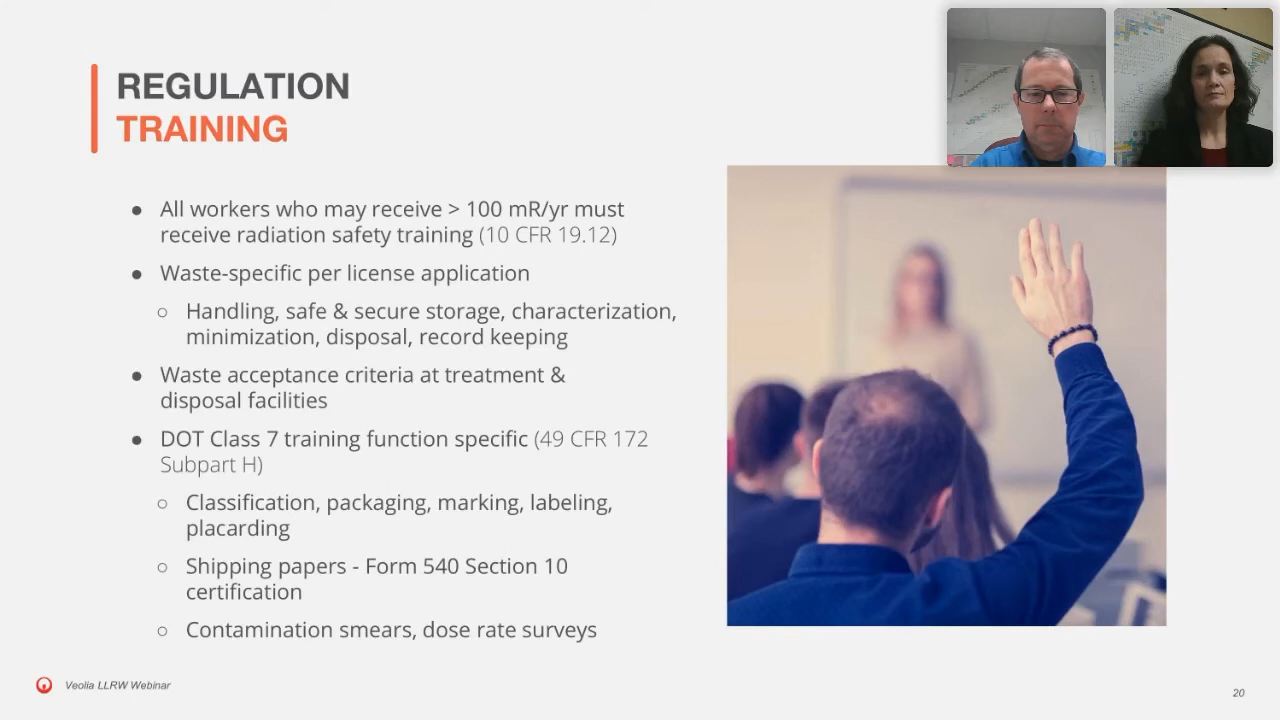 REGULATION
TRAINING
● All workers who may receive > 100 mR/yr must
receive radiation safety training (10 CFR 19.12)
● Waste-specific per license application
○ Handling, safe & secure storage, characterization,
minimization, disposal, record keeping
● Waste acceptance criteria at treatment &
disposal facilities
● DOT Class 7 training function specific (49 CFR 172
Subpart H)
○ Classification, packaging, marking, labeling,
placarding
○ Shipping papers - Form 540 Section 10
certification
○ Contamination smears, dose rate surveys
Veolia LLRW Webinar
20